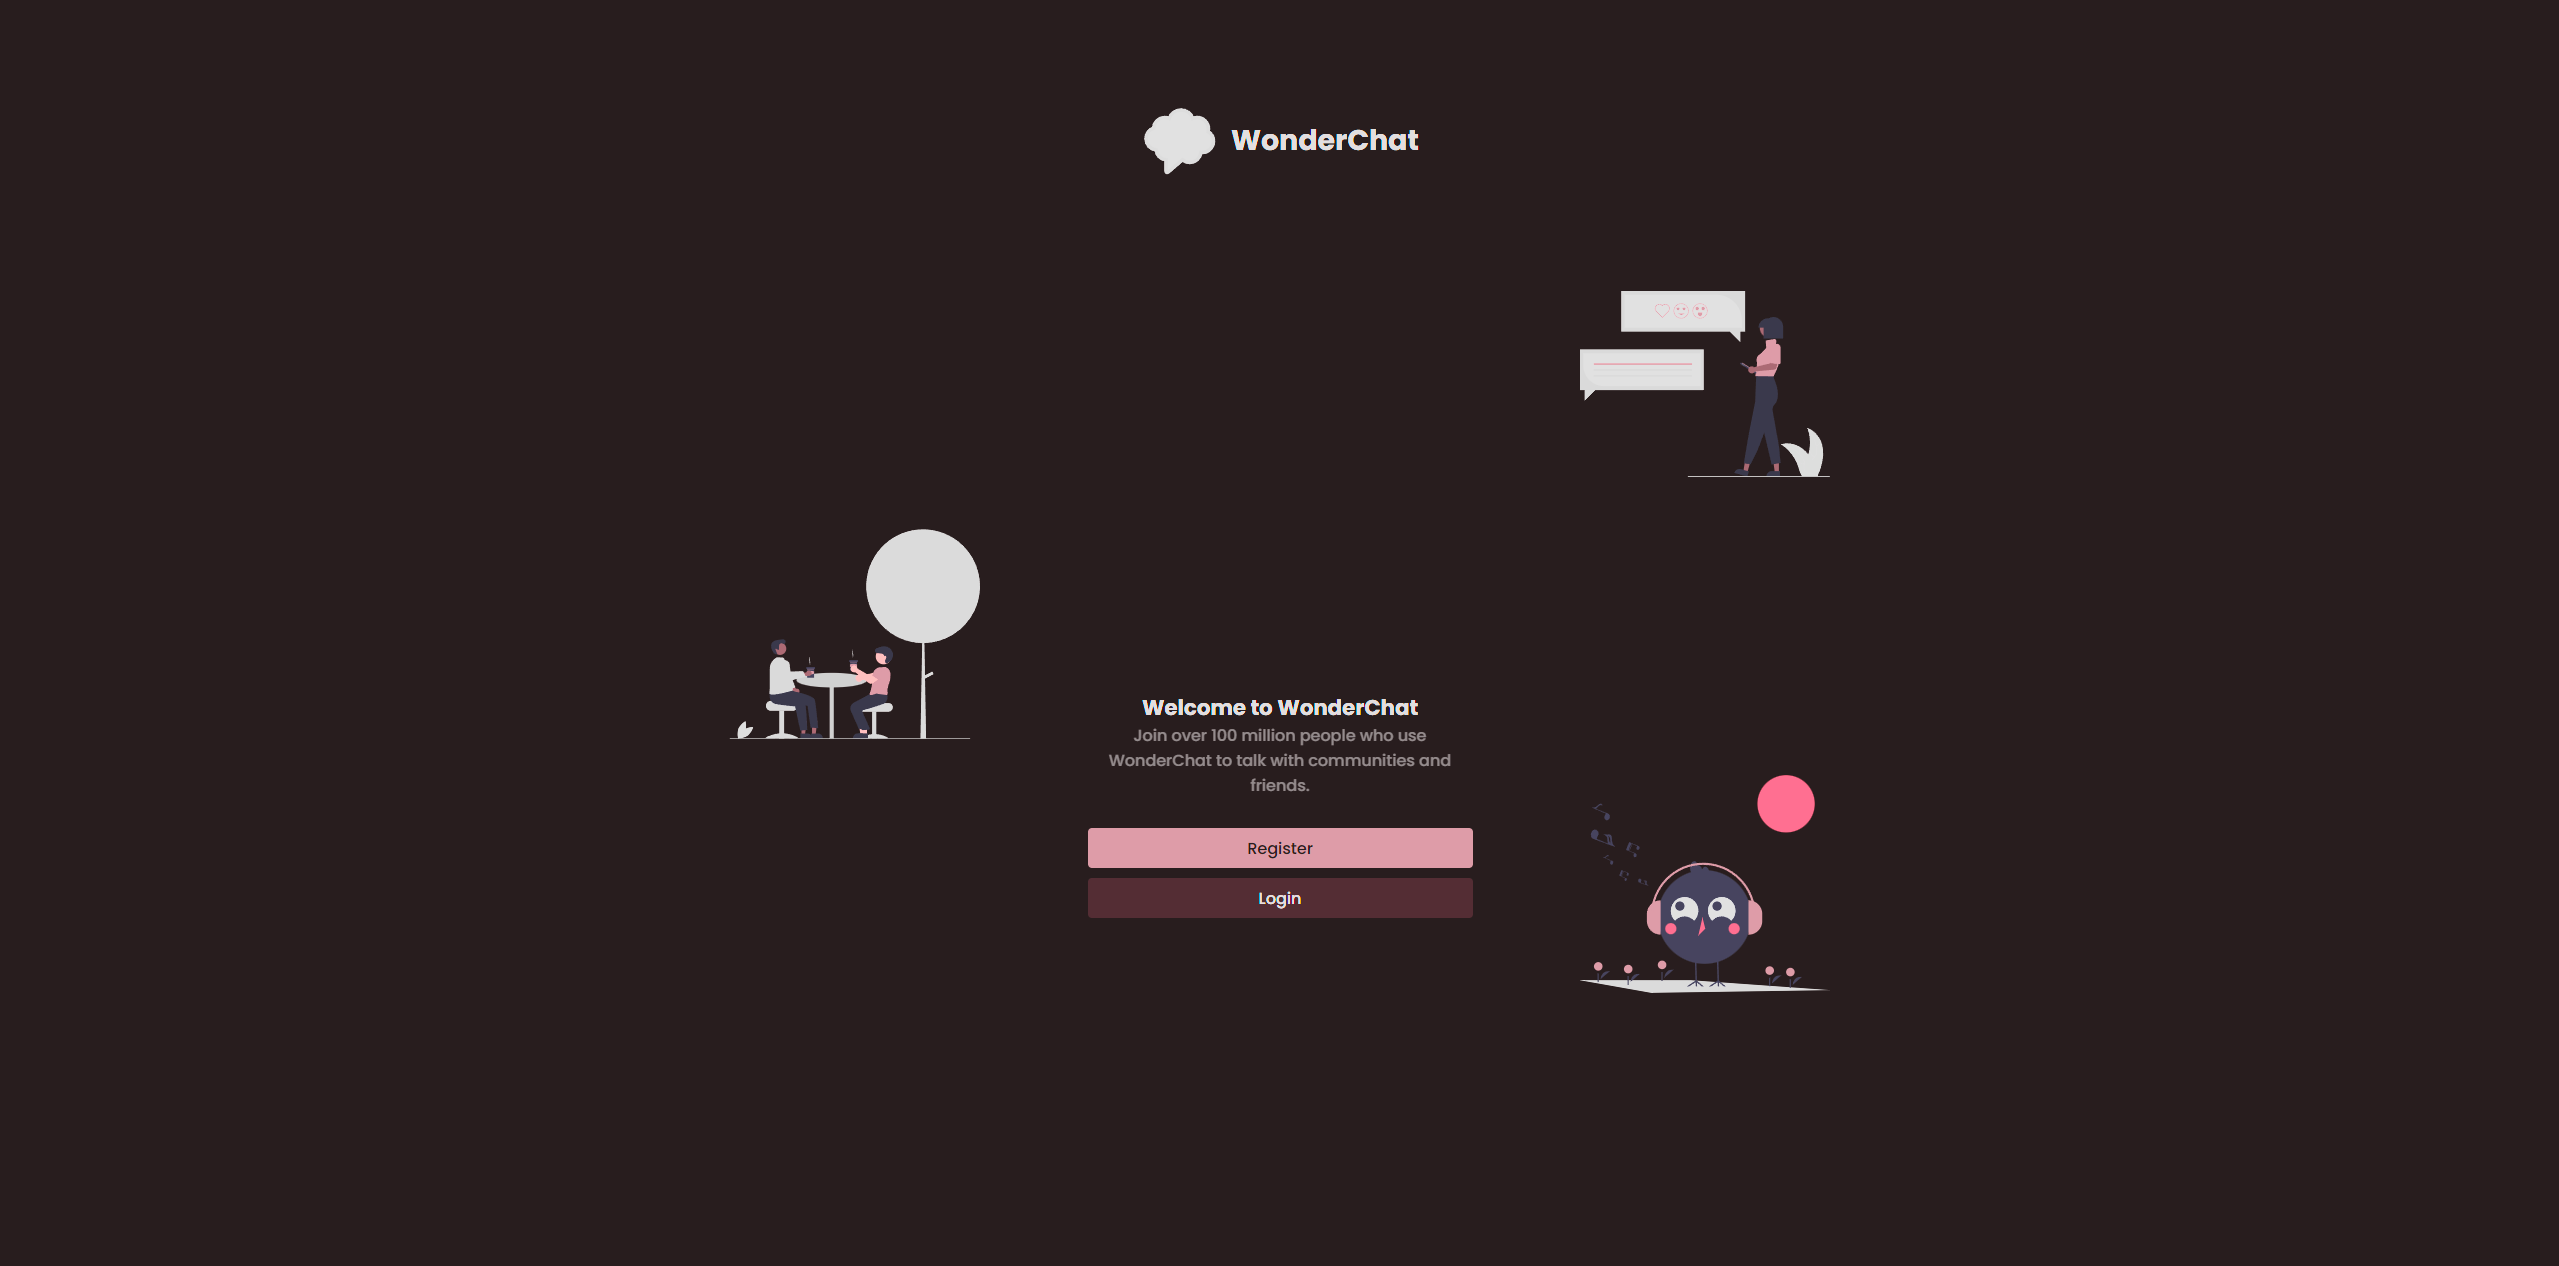 WonderChat
Welcome to WonderChat
Join over 100 million people who use
WonderChat to talk with communities and
friends.
Register
Login